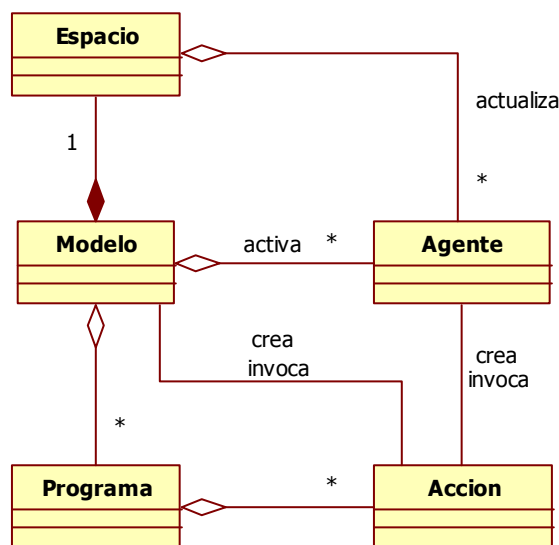 Espacio
actualiza
1
*
Modelo
activa
*
Agente
crea
invoca
crea
invoca
*
*
Programa
Accion